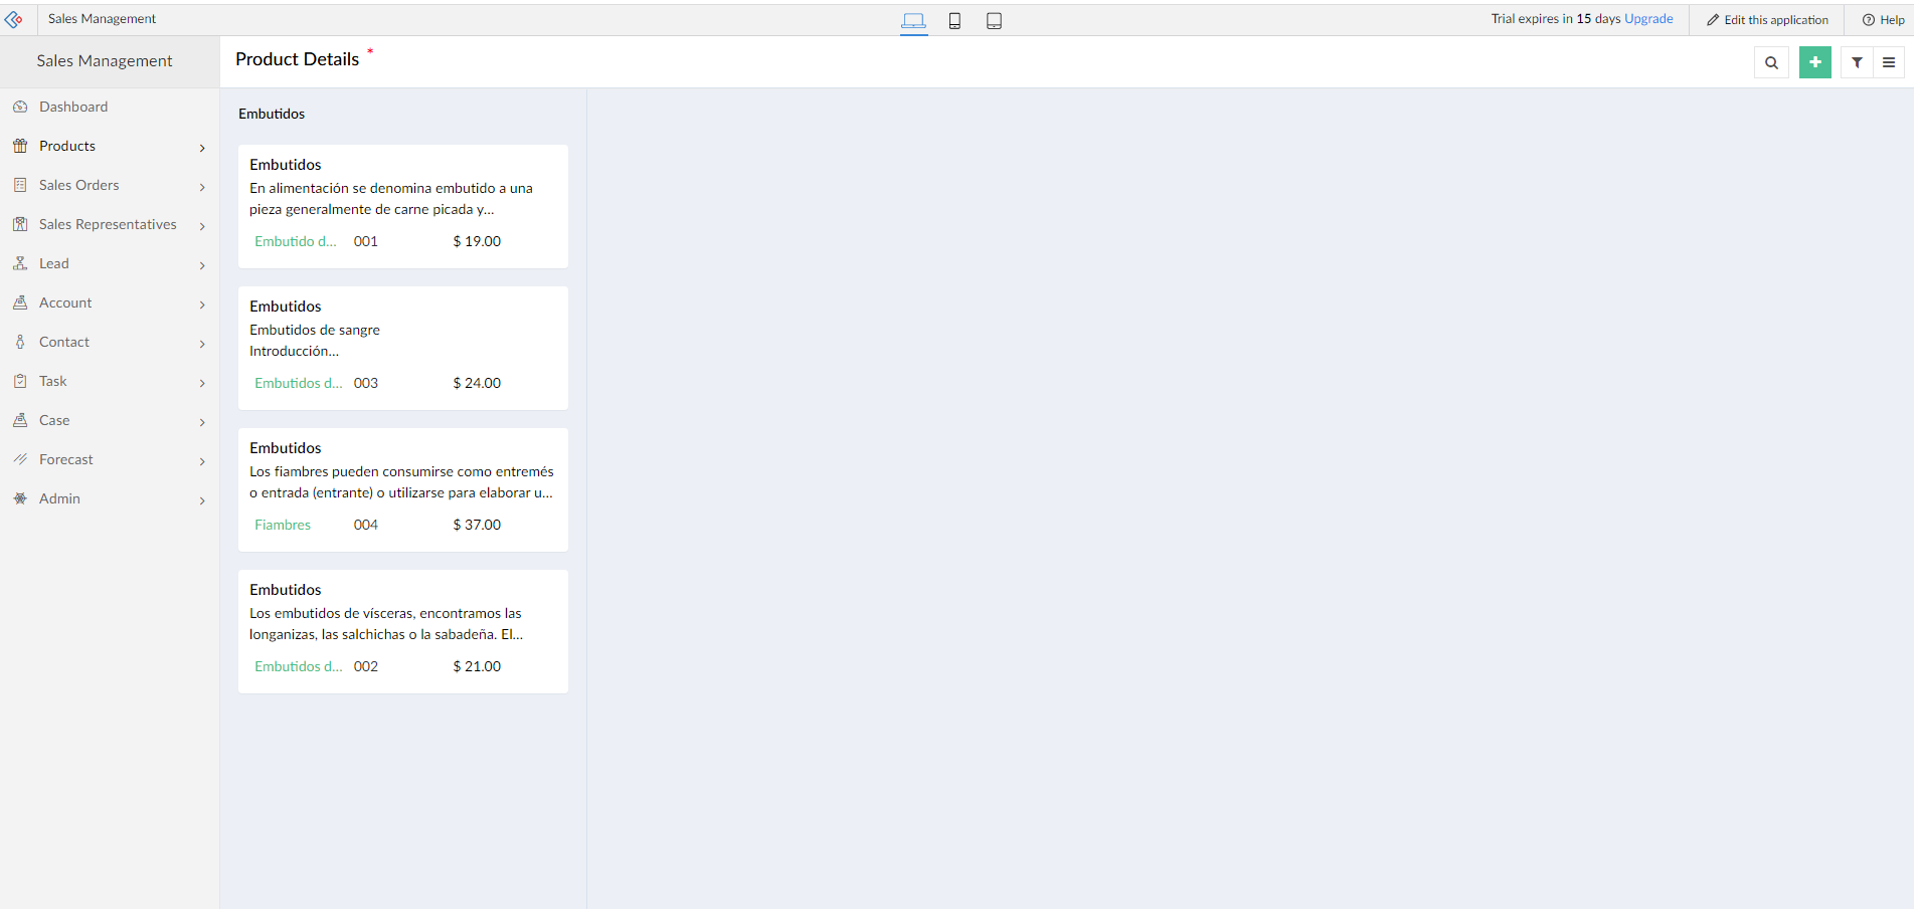 Sales Management
Trial expires in 15 days Upgrade
Edit this application
Help
Sales Management
Dashboard
Products
Sales Orders
Sales Representatives
Lead
Account
Contact
Task
Case
Forecast
Admin
Product Details *
Embutidos
Embutidos
En alimentación se denomina embutido a una
pieza generalmente de carne picada y...
Embutido d... 001 $ 19.00
Embutidos
Embutidos de sangre
Introducción...
Embutidos d... 003 $ 24.00
Embutidos
Los fiambres pueden consumirse como entremés
o entrada (entrante) o utilizarse para elaborar u...
Fiambres 004 $ 37.00
Embutidos
Los embutidos de vísceras, encontramos las
longanizas, las salchichas o la sabadeña. El...
Embutidos d... 002 $ 21.00